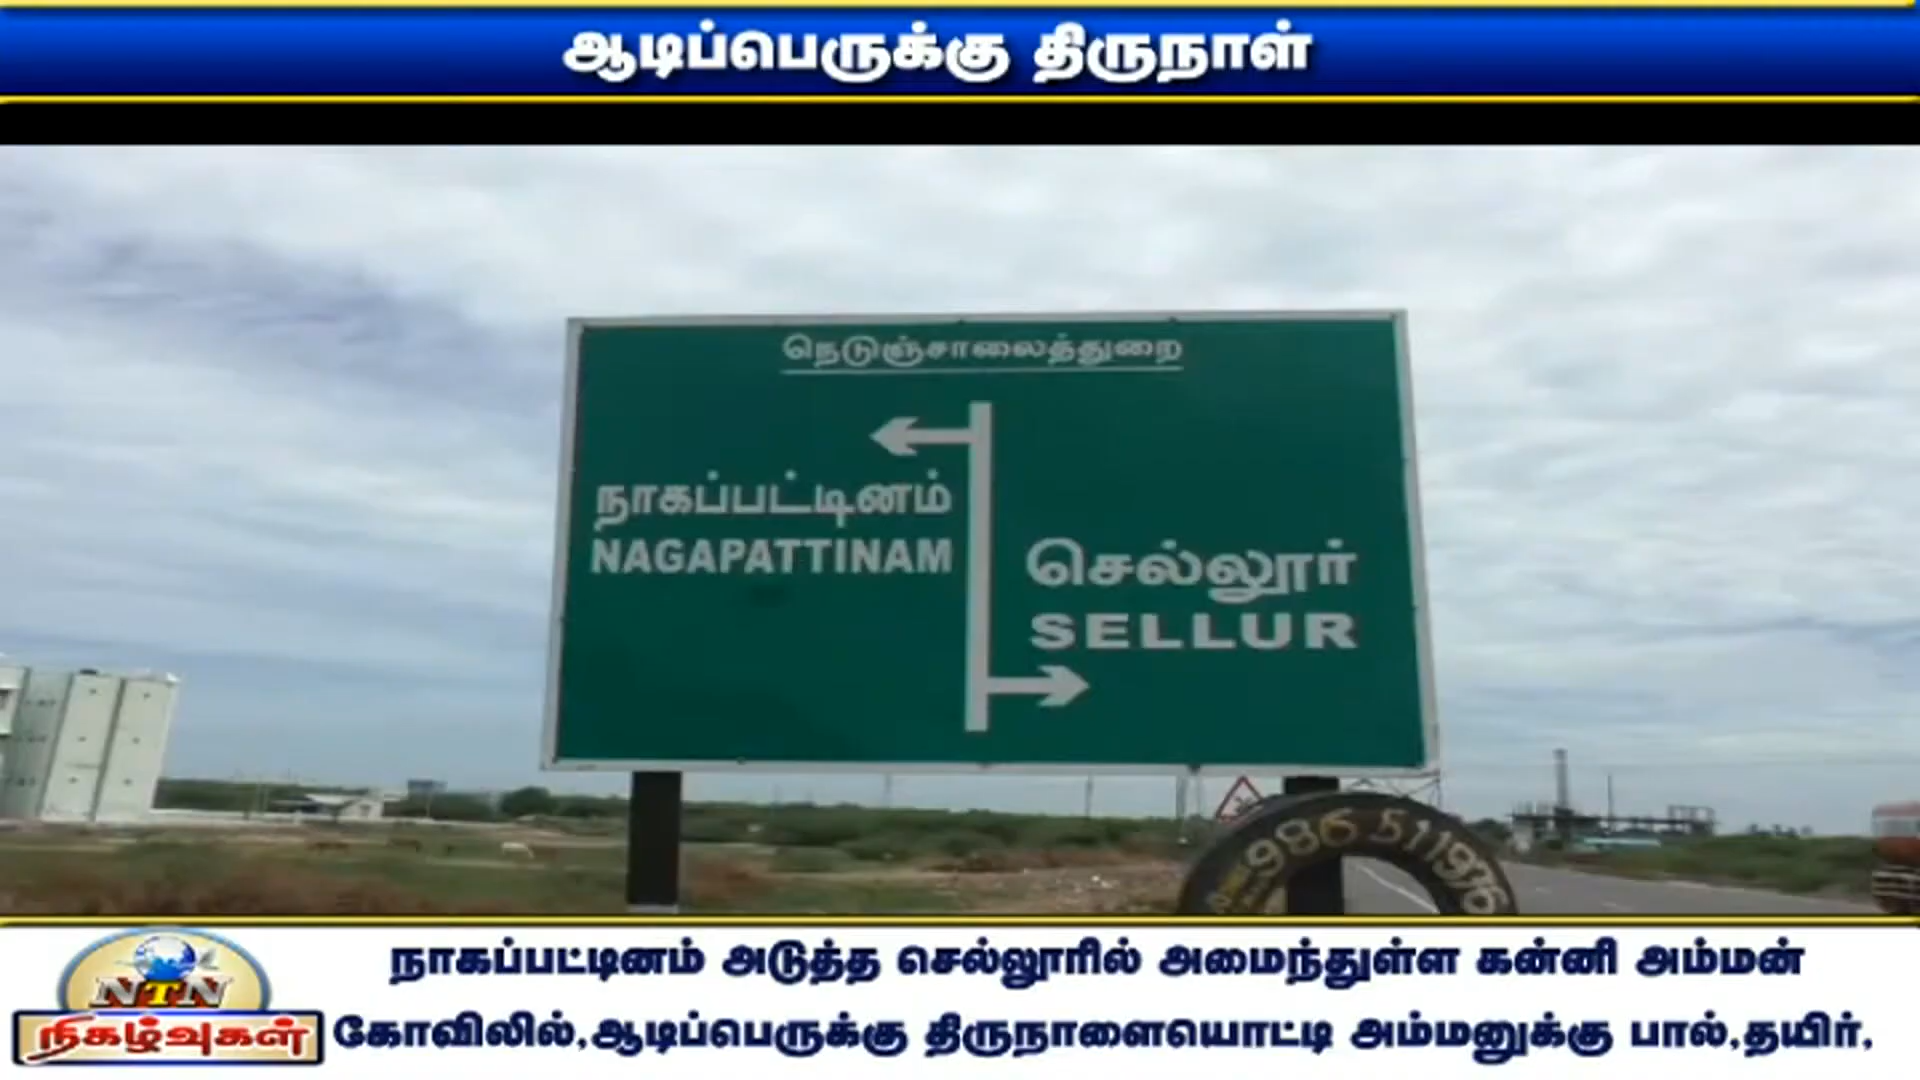 ஆடிப்பெருக்கு திருநாள்
நெடுஞ்சாலைத்துறை
நாகப்பட்டினம்
NAGAPATTINAM
செல்லூர்
SELLUR
986 511976
நாகப்பட்டினம் அடுத்த செல்லூரில் அமைந்துள்ள கன்னி அம்மன்
கோவிலில்,ஆடிப்பெருக்கு திருநாளையொட்டி அம்மனுக்கு பால்,தயிர்,
NTN
நிகழ்வுகள்